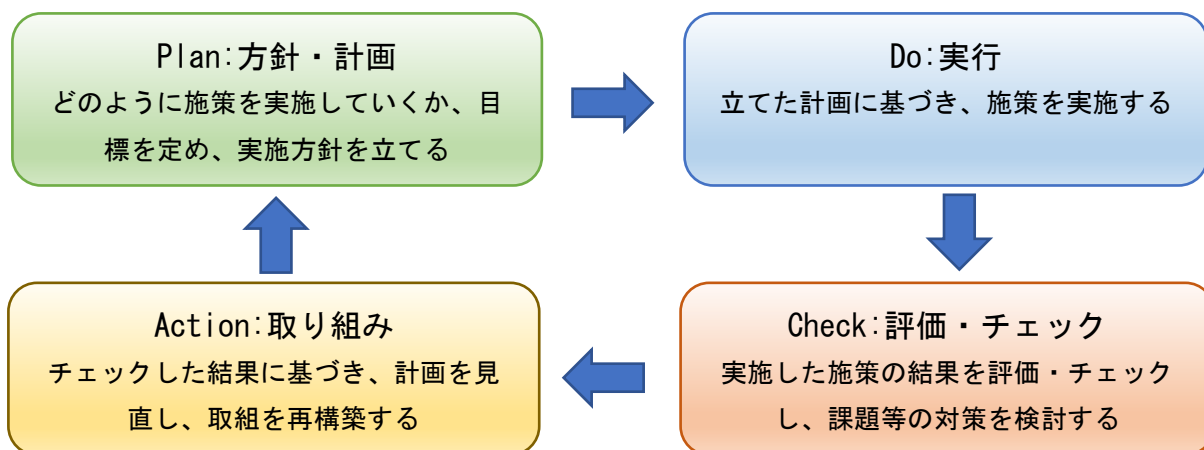 Plan:方針・計画
どのように施策を実施していくか、目
標を定め、実施方針を立てる
Do:実行
立てた計画に基づき、施策を実施する
Action:取り組み
チェックした結果に基づき、計画を見
直し、取組を再構築する
Check:評価・チェック
実施した施策の結果を評価・チェック
し、課題等の対策を検討する